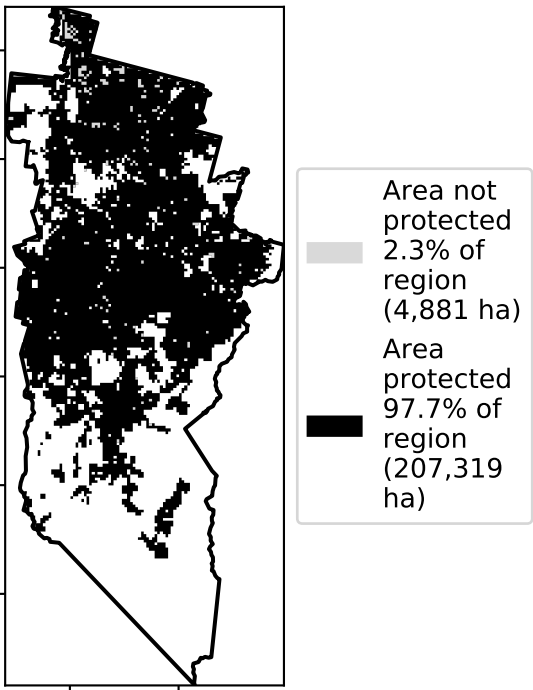 Area not
protected
2.3% of
region
(4,881 ha)
Area
protected
97.7% of
region
(207,319
ha)